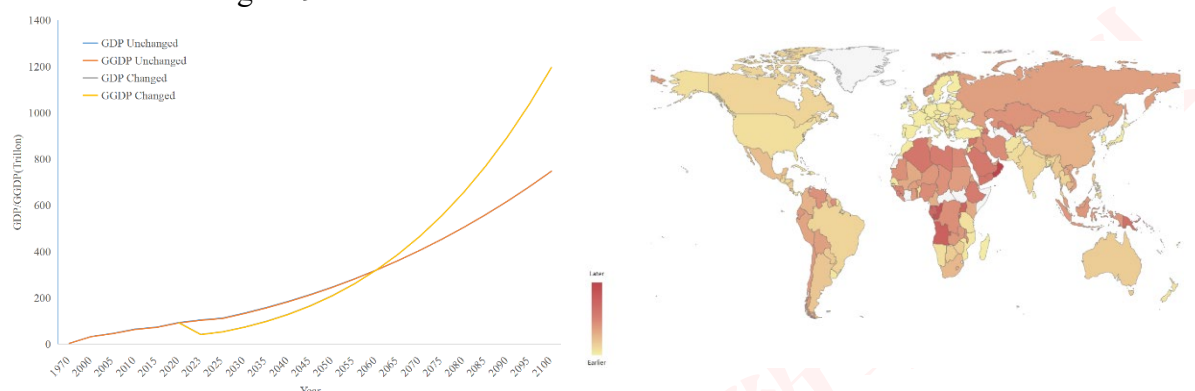 1400
1200
1000
800
600
400
200
0
GDP/GGDP(Trillon)
GDP Unchanged
GGDP Unchanged
GDP Changed
GGDP Changed
1970 2000 2005 2010 2015 2020 2023 2025 2030 2035 2040 2045 2050 2055 2060 2065 2070 2075 2080 2085 2090 2095 2100
Year
Later
Earlier